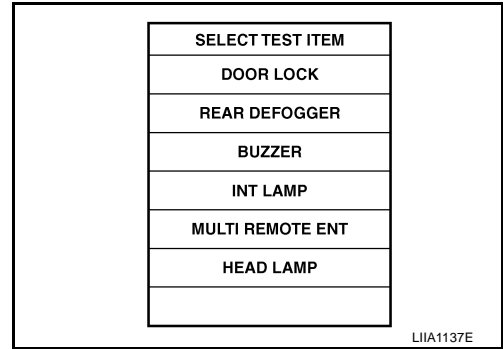 SELECT TEST ITEM
DOOR LOCK
REAR DEFOGGER
BUZZER
INT LAMP
MULTI REMOTE ENT
HEAD LAMP
LIIA1137E